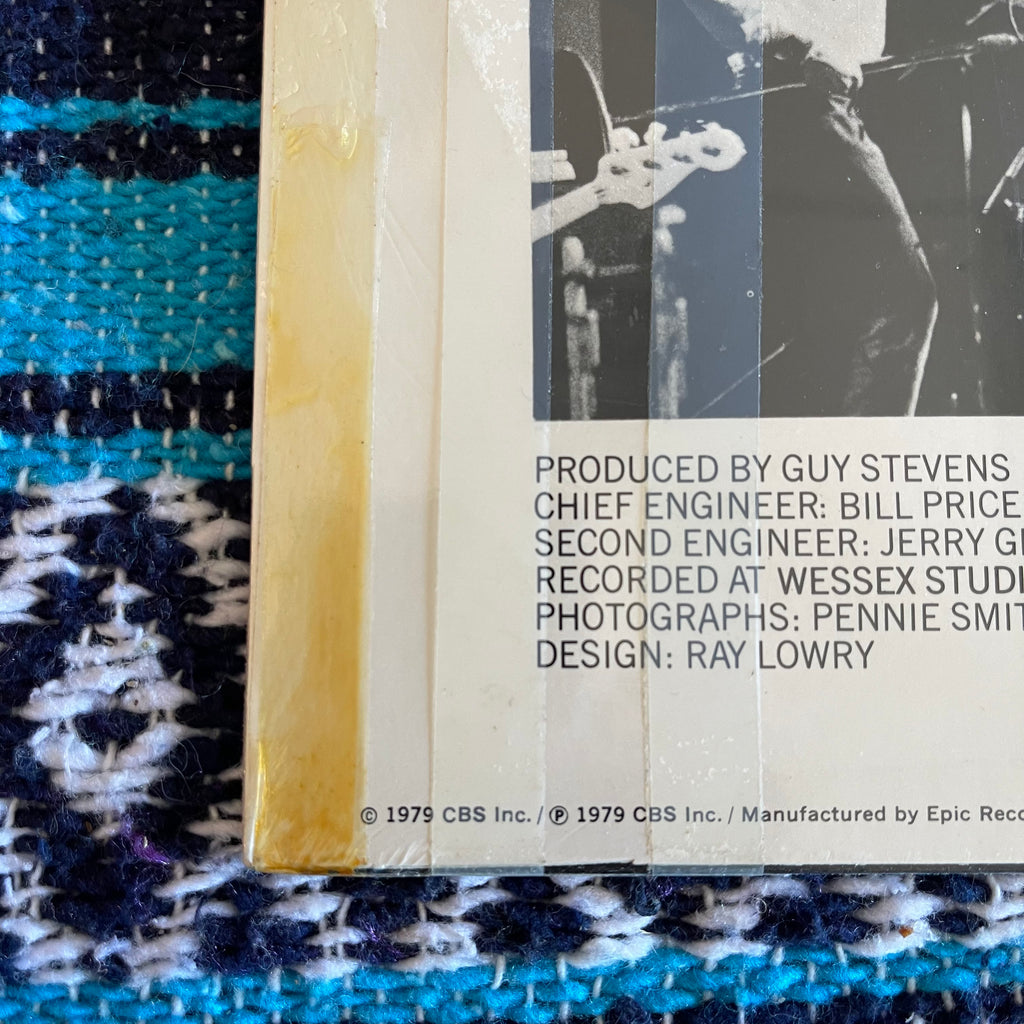 PRODUCED BY GUY STEVENS
CHIEF ENGINEER: BILL PRICE
SECOND ENGINEER: JERRY
RECORDED AT WESSEX
PHOTOGRAPHS: PENNIE
DESIGN: RAY LOWRY
© 1979 CBS Inc. / ℗ 1979 CBS Inc. / Manufactured by Epic